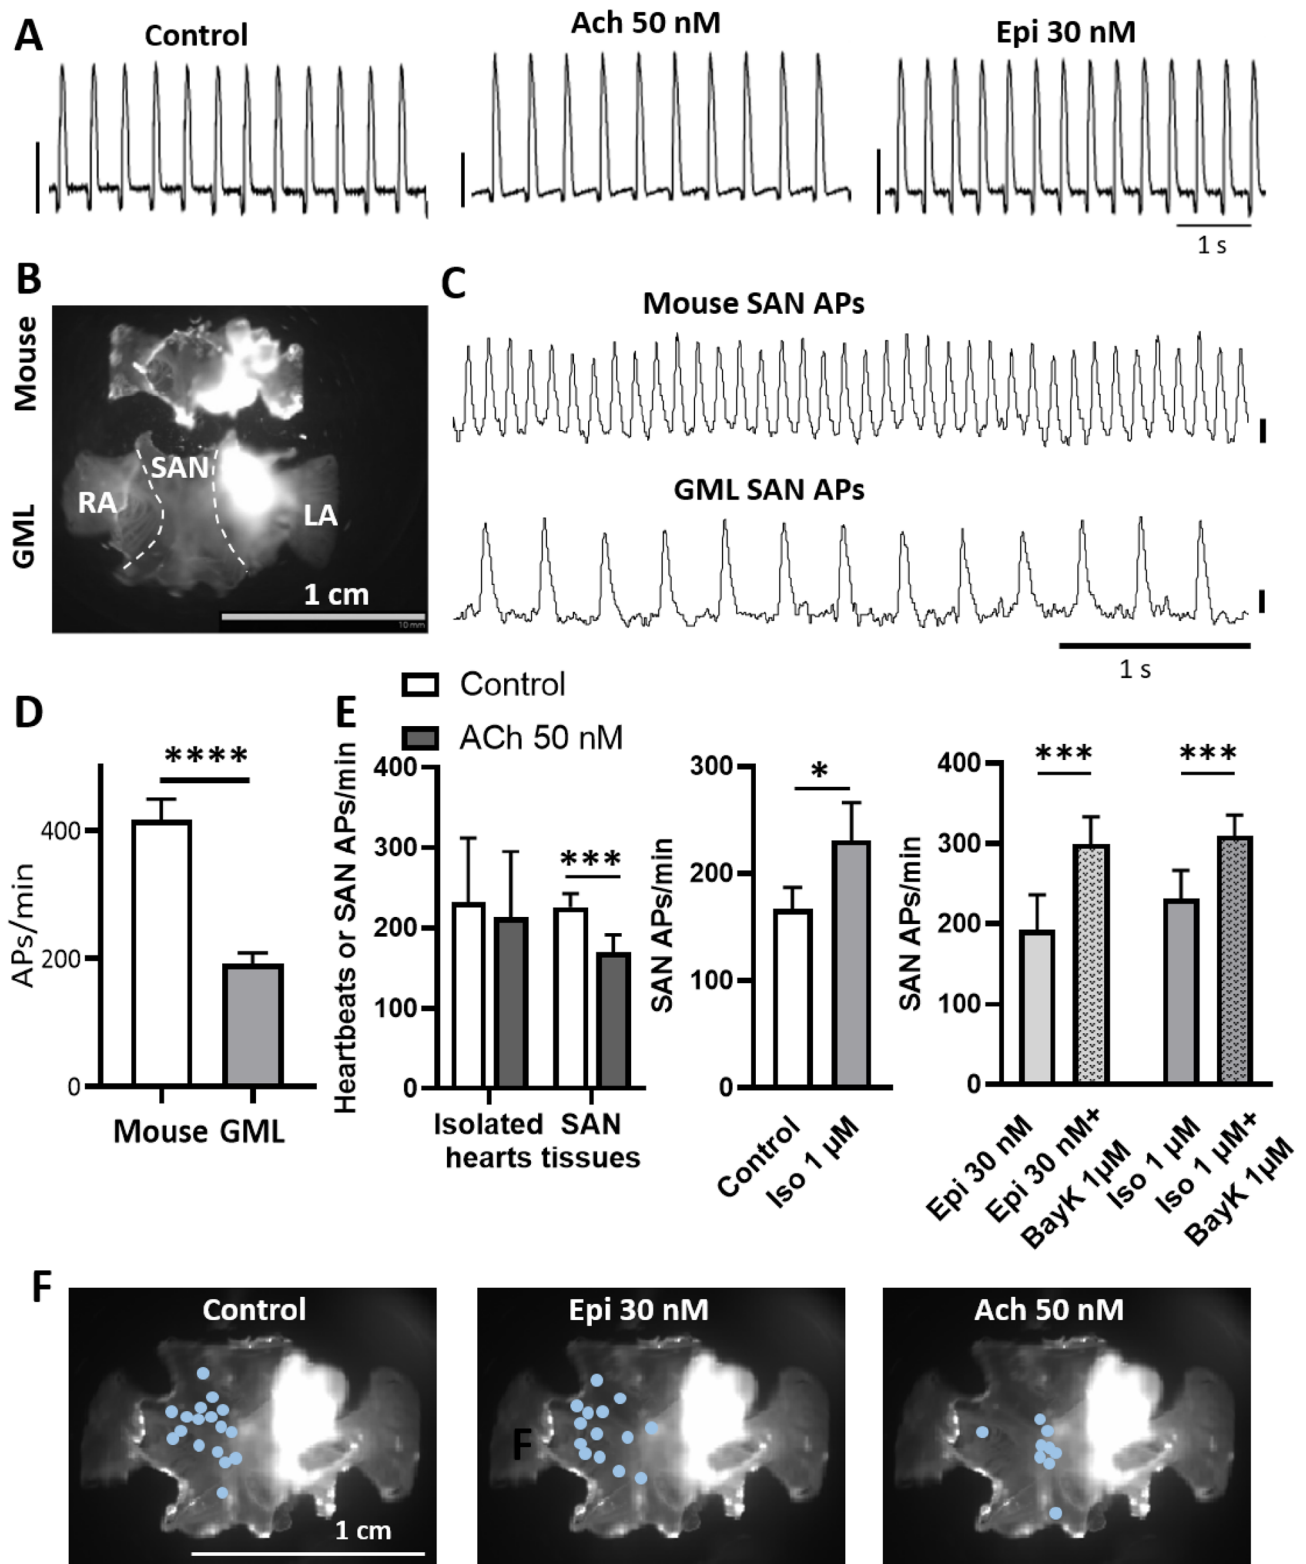 A
Control
Ach 50 nM
Epi 30 nM
1 s
B
Mouse
GML
SAN
RA
LA
1 cm
10 mm
C
Mouse SAN APs
GML SAN APs
1 s
D
APs/min
400
200
0
****
Mouse GML
E
Control
ACh 50 nM
Heartbeats or SAN APs/min
400
300
200
100
0
***
Isolated SAN
hearts tissues
SAN APs/min
300
200
100
0
*
Control
Iso 1 µM
SAN APs/min
400
300
200
100
0
***
***
Epi 30 nM
Epi 30 nM+
BayK 1µM
Iso 1 µM
Iso 1 µM+
BayK 1µM
F
Control
1 cm
Epi 30 nM
F
Ach 50 nM